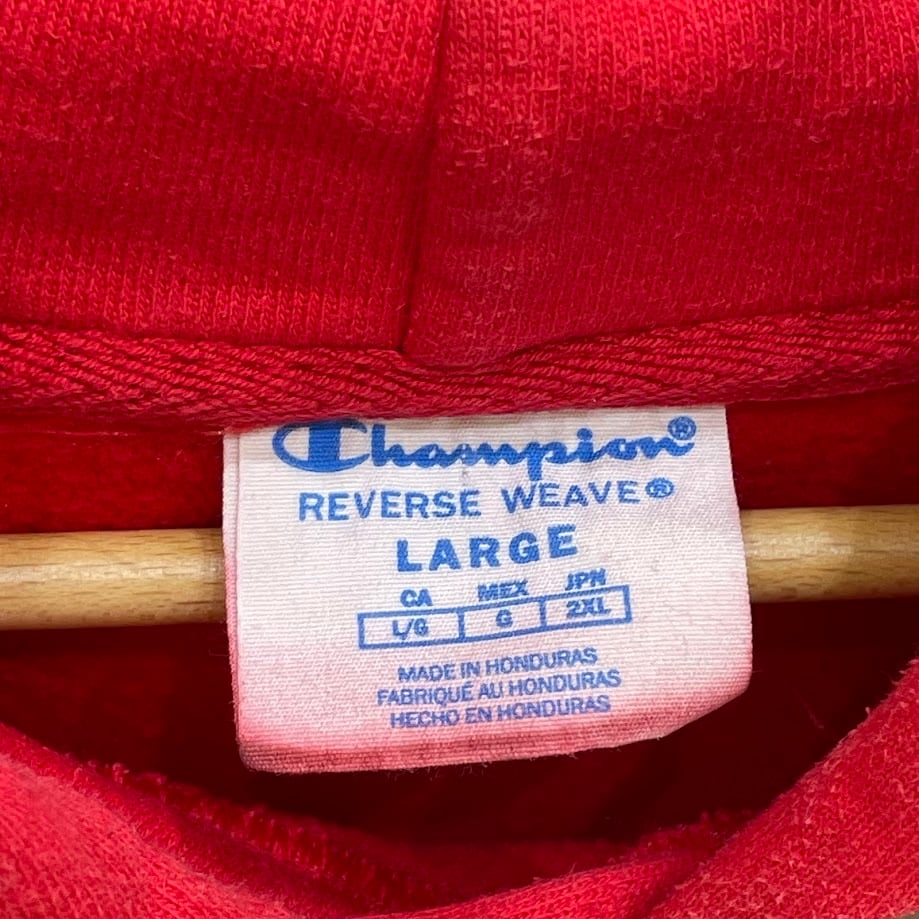 Champion®
REVERSE WEAVE®
LARGE
CA MEX JPN
L/G G 2XL
MADE IN HONDURAS
FABRIQUÉ AU HONDURAS
HECHO EN HONDURAS